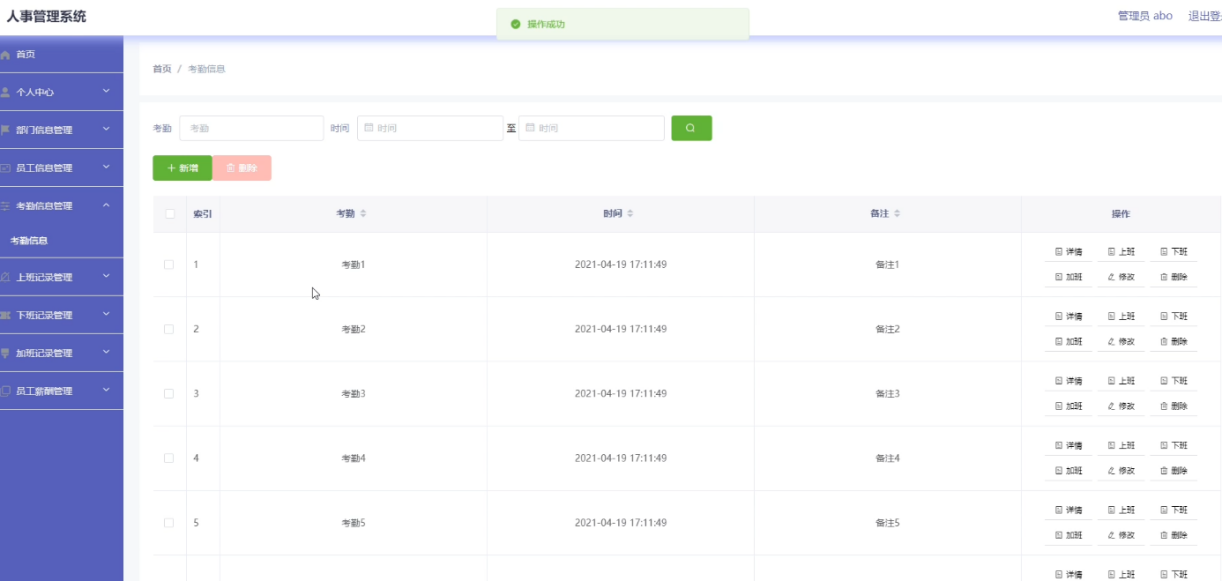 人事管理系统
操作成功
管理员 abo 退出登
首页
个人中心
部门信息管理
员工信息管理
考勤信息管理
考勤信息
上班记录管理
下班记录管理
加班记录管理
员工薪酬管理
首页 / 考勤信息
考勤 考勤 时间 时间 至 时间
+ 新增 删除
索引 考勤 时间 备注 操作
1 考勤1 2021-04-19 17:11:49 备注1 详情 上班 下班
加班 修改 删除
2 考勤2 2021-04-19 17:11:49 备注2 详情 上班 下班
加班 修改 删除
3 考勤3 2021-04-19 17:11:49 备注3 详情 上班 下班
加班 修改 删除
4 考勤4 2021-04-19 17:11:49 备注4 详情 上班 下班
加班 修改 删除
5 考勤5 2021-04-19 17:11:49 备注5 详情 上班 下班
加班 修改 删除
详情 上班 下班